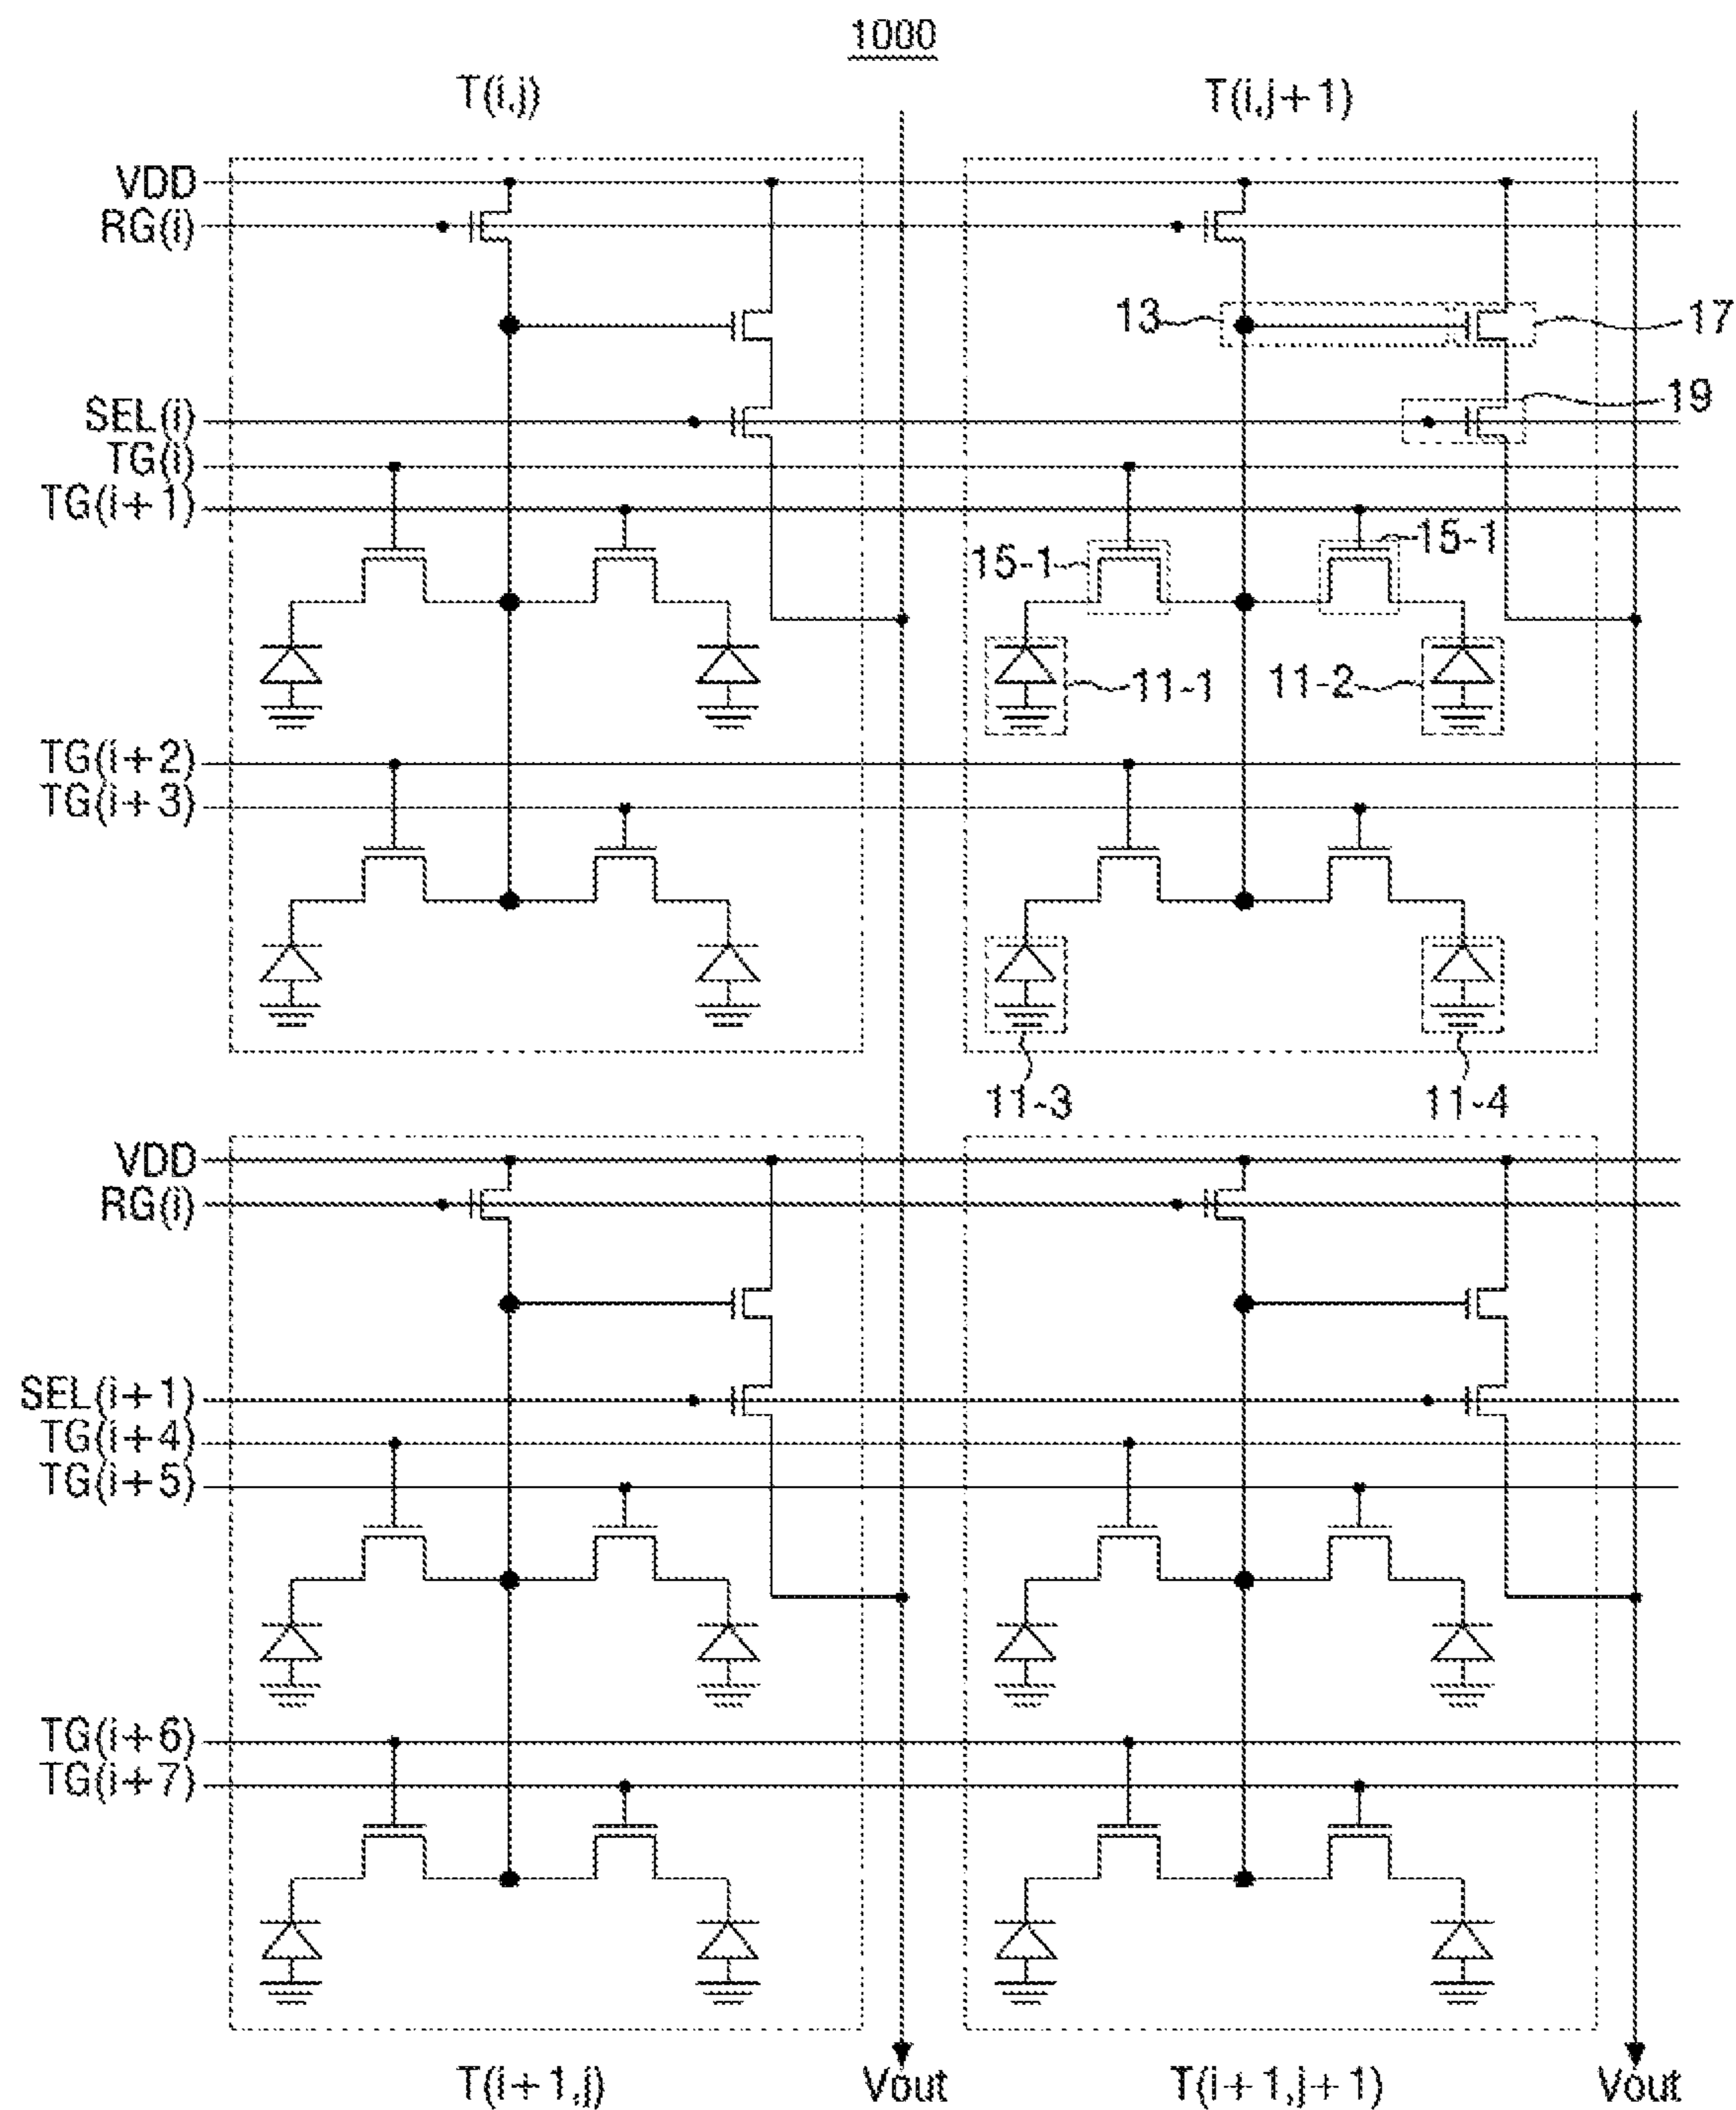 1000
T(i,j)
T(i,j+1)
VDD
RG(i)
13
17
SEL(i)
19
TG(i)
TG(i+1)
15-1
15-1
11-1
11-2
TG(i+2)
TG(i+3)
11-3
11-4
VDD
RG(i)
SEL(i+1)
TG(i+4)
TG(i+5)
TG(i+6)
TG(i+7)
T(i+1,j)
Vout
T(i+1,j+1)
Vout